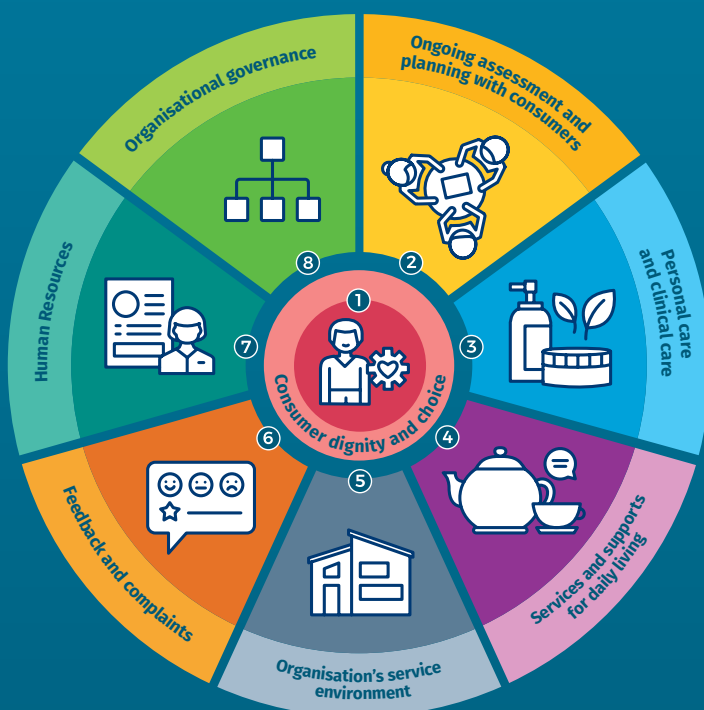 1
Consumer dignity and choice
2
Ongoing assessment and
planning with consumers
3
Personal care
and clinical care
4
Services and supports
for daily living
5
Organisation's service
environment
6
Feedback and complaints
7
Human Resources
8
Organisational governance